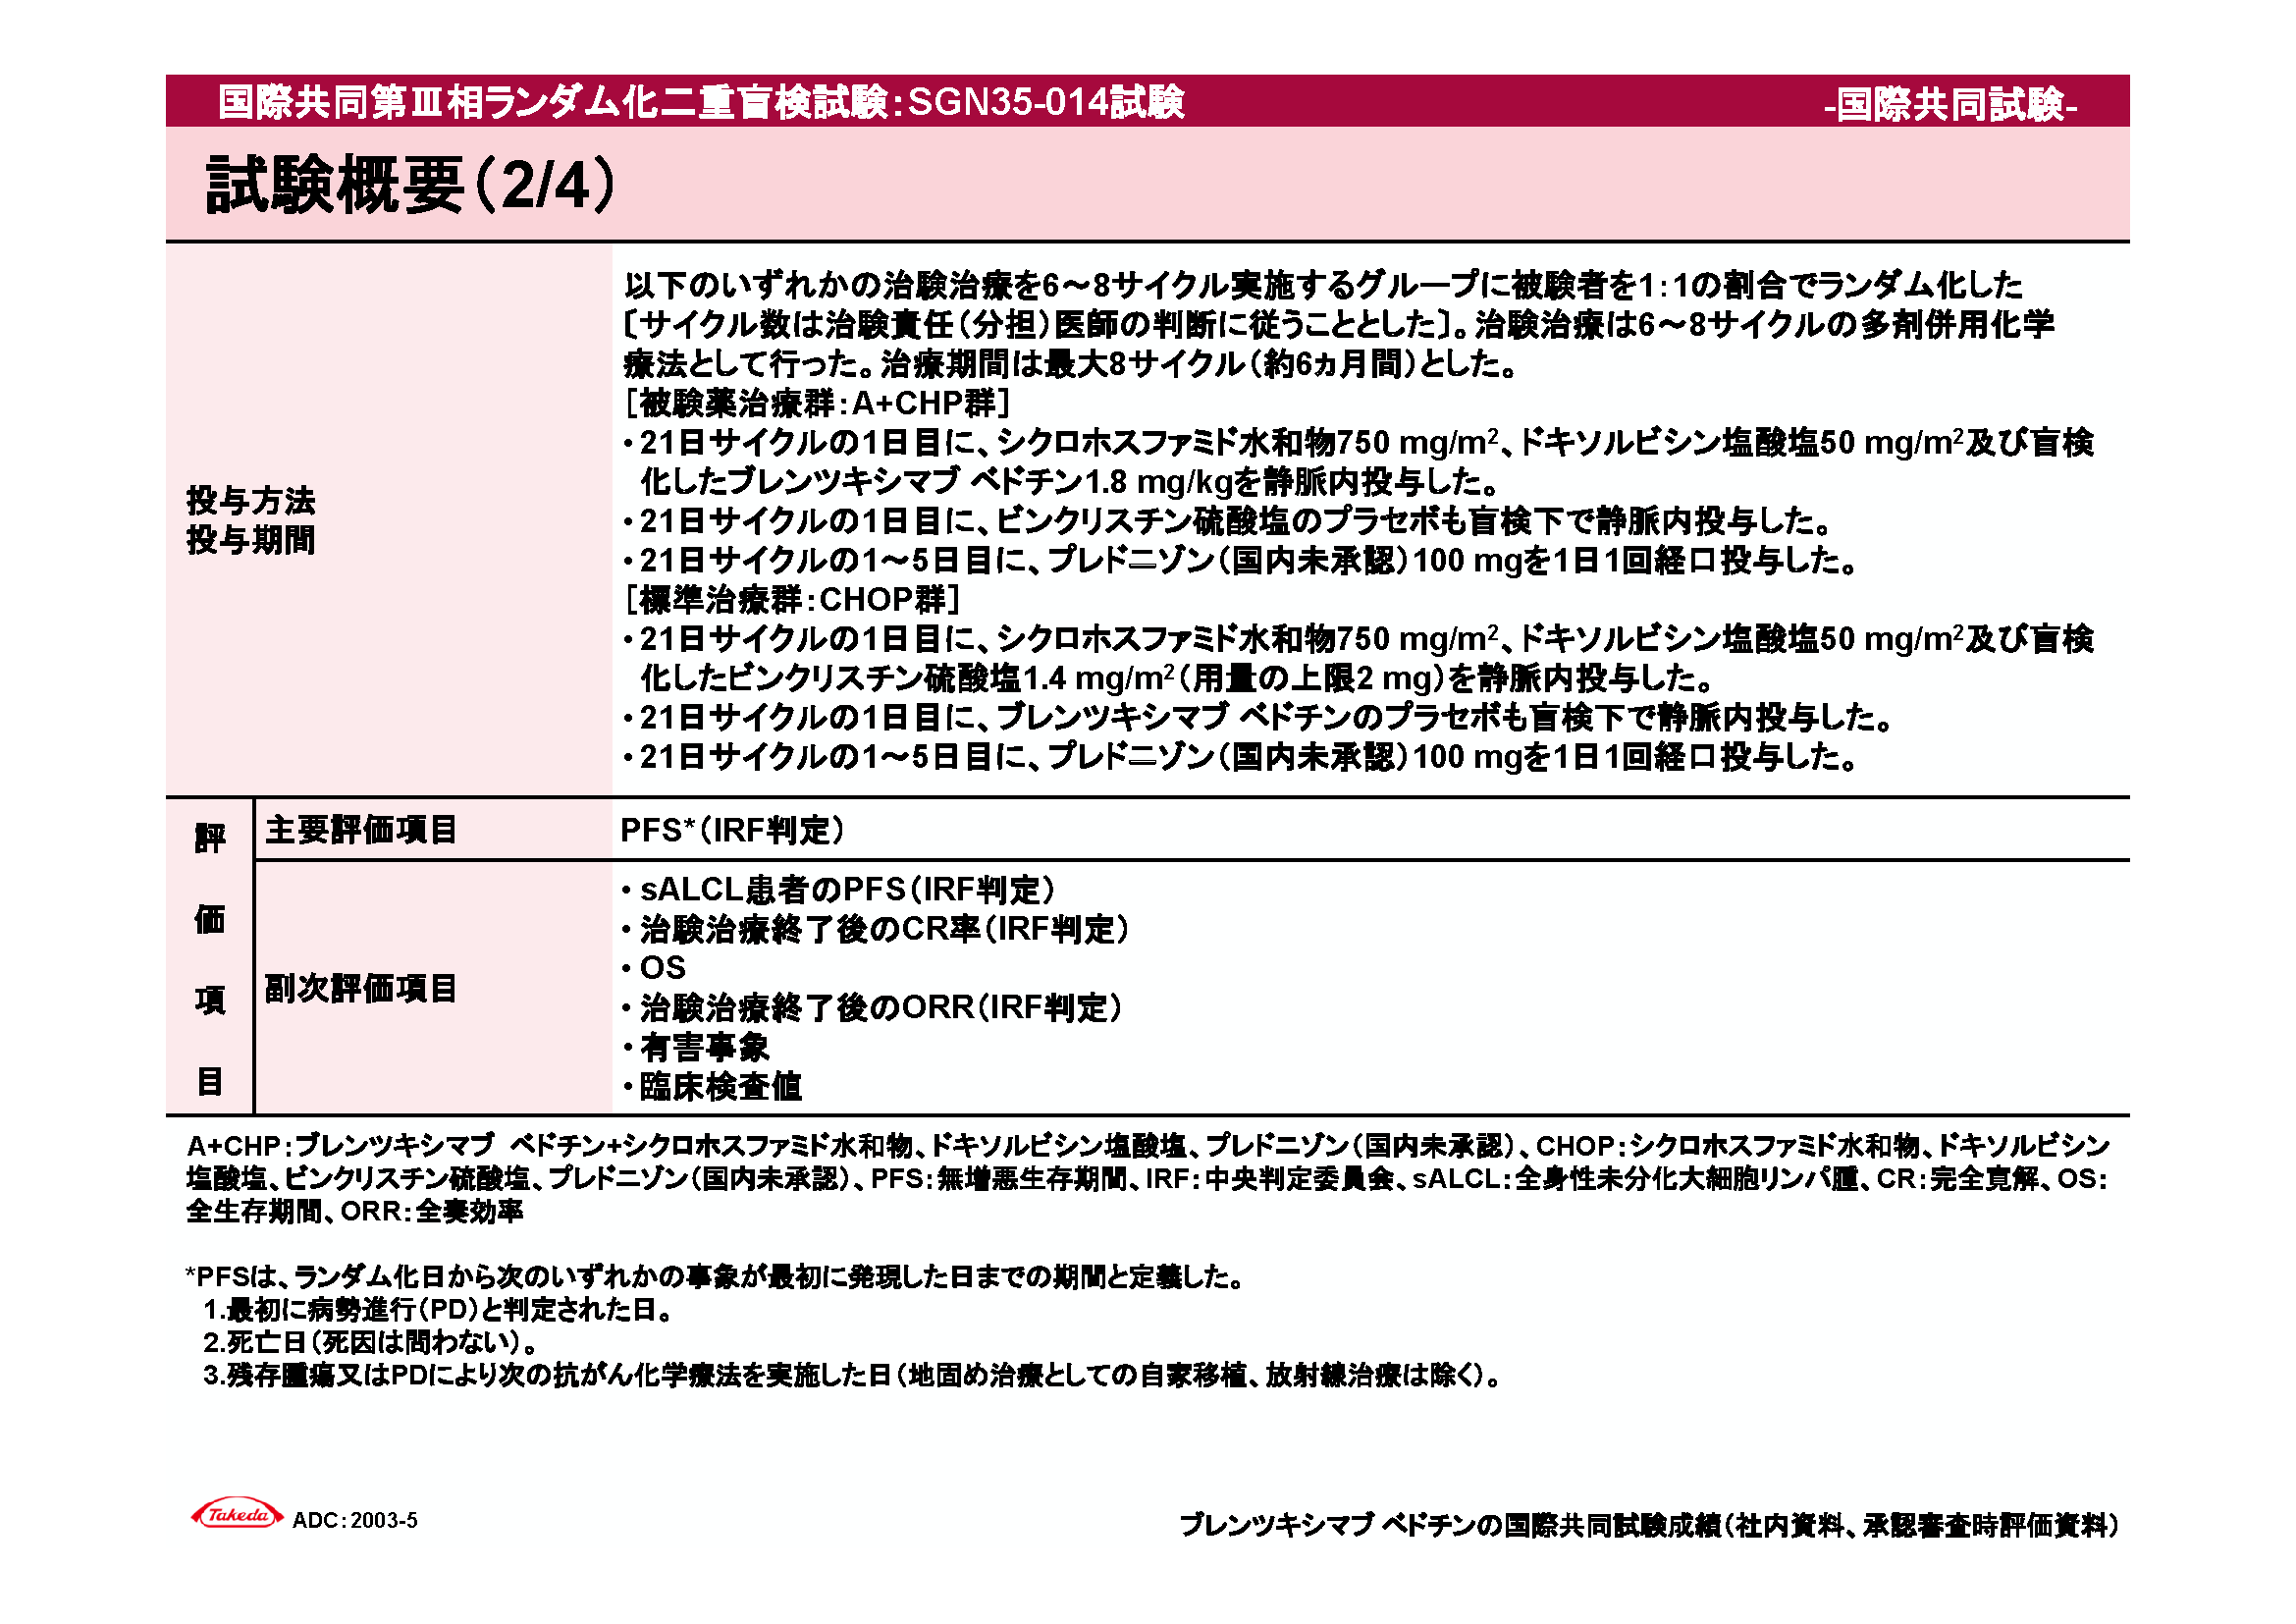 国際共同第Ⅲ相ランダム化二重盲検試験：SGN35-014試験
-国際共同試験-
試験概要（2/4）
投与方法
投与期間
以下のいずれかの治験治療を6～8サイクル実施するグループに被験者を1：1の割合でランダム化した
〔サイクル数は治験責任（分担）医師の判断に従うこととした〕。治験治療は6～8サイクルの多剤併用化学
療法として行った。治療期間は最大8サイクル（約6ヵ月間）とした。
［被験薬治療群：A+CHP群］
・21日サイクルの1日目に、シクロホスファミド水和物750 mg/m²、ドキソルビシン塩酸塩50 mg/m²及び盲検
化したブレンツキシマブ ベドチン1.8 mg/kgを静脈内投与した。
・21日サイクルの1日目に、ビンクリスチン硫酸塩のプラセボも盲検下で静脈内投与した。
・21日サイクルの1～5日目に、プレドニゾン（国内未承認）100 mgを1日1回経口投与した。
［標準治療群：CHOP群］
・21日サイクルの1日目に、シクロホスファミド水和物750 mg/m²、ドキソルビシン塩酸塩50 mg/m²及び盲検
化したビンクリスチン硫酸塩1.4 mg/m²（用量の上限2 mg）を静脈内投与した。
・21日サイクルの1日目に、ブレンツキシマブ ベドチンのプラセボも盲検下で静脈内投与した。
・21日サイクルの1～5日目に、プレドニゾン（国内未承認）100 mgを1日1回経口投与した。
評価項目
主要評価項目
PFS*（IRF判定）
副次評価項目
・sALCL患者のPFS（IRF判定）
・治験治療終了後のCR率（IRF判定）
・OS
・治験治療終了後のORR（IRF判定）
・有害事象
・臨床検査値
A+CHP：ブレンツキシマブ ベドチン+シクロホスファミド水和物、ドキソルビシン塩酸塩、プレドニゾン（国内未承認）、CHOP：シクロホスファミド水和物、ドキソルビシン
塩酸塩、ビンクリスチン硫酸塩、プレドニゾン（国内未承認）、PFS：無増悪生存期間、IRF：中央判定委員会、sALCL：全身性未分化大細胞リンパ腫、CR：完全寛解、OS：
全生存期間、ORR：全奏効率
*PFSは、ランダム化日から次のいずれかの事象が最初に発現した日までの期間と定義した。
1.最初に病勢進行（PD）と判定された日。
2.死亡日（死因は問わない）。
3.残存腫瘍又はPDにより次の抗がん化学療法を実施した日（地固め治療としての自家移植、放射線治療は除く）。
Takeda
ADC：2003-5
ブレンツキシマブ ベドチンの国際共同試験成績（社内資料、承認審査時評価資料）